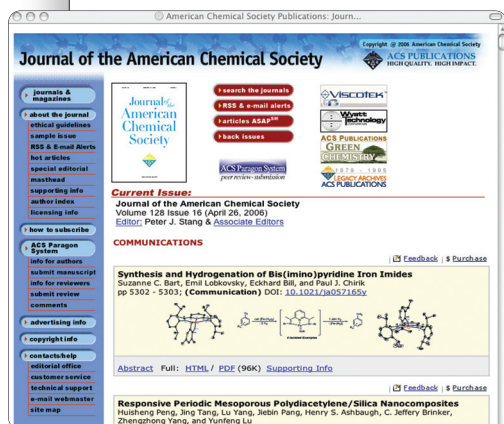 American Chemical Society Publications: Journ...
Copyright @ 2006 American Chemical Society
Journal of the American Chemical Society
ACS PUBLICATIONS
HIGH QUALITY. HIGH IMPACT.
journals &
magazines
about the journal
ethical guidelines
sample issue
RSS & E-mail Alerts
hot articles
special editorial
masthead
supporting info
author index
licensing info
how to subscribe
ACS Paragon
System
info for authors
submit manuscript
info for reviewers
submit review
comments
advertising info
copyright info
contacts/help
editorial office
customer service
technical support
e-mail webmaster
site map
Journal of the
American
Chemical
Society
search the journals
RSS & e-mail alerts
articles ASAP SM
back issues
ACS Paragon System
peer review · submission
VISCOTEK
Wyatt
Technology
ACS PUBLICATIONS
GREEN
CHEMISTRY
1879 - 1995
LEGACY ARCHIVES
ACS PUBLICATIONS
Current Issue:
Journal of the American Chemical Society
Volume 128 Issue 16 (April 26, 2006)
Editor: Peter J. Stang & Associate Editors
COMMUNICATIONS
| Feedback | $ Purchase
Synthesis and Hydrogenation of Bis(imino)pyridine Iron Imides
Suzanne C. Bart, Emil Lobkovsky, Eckhard Bill, and Paul J. Chirik
pp 5302 - 5303; (Communication) DOI: 10.1021/ja057165y
Abstract Full: HTML / PDF (96K) Supporting Info
| Feedback | $ Purchase
Responsive Periodic Mesoporous Polydiacetylene/Silica Nanocomposites
Huisheng Peng, Jing Tang, Lu Yang, Jiebin Pang, Henry S. Ashbaugh, C. Jeffery Brinker,
Zhengzhong Yang, and Yunfeng Lu